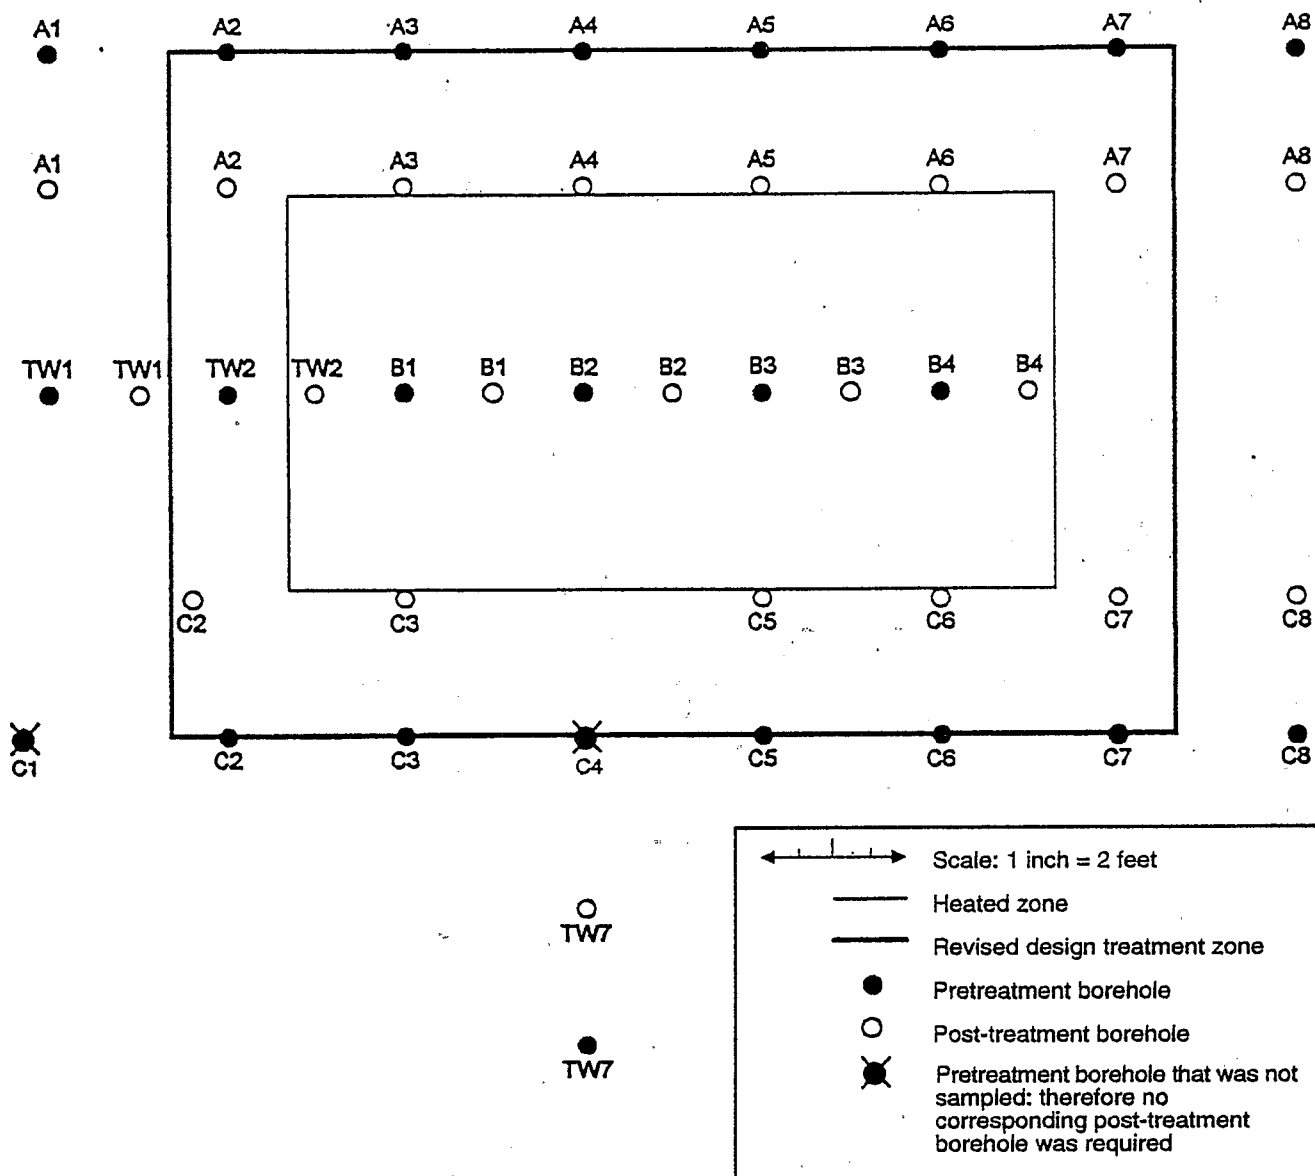 A1 A2 A3 A4 A5 A6 A7 A8
A1 A2 A3 A4 A5 A6 A7 A8
TW1 TW1 TW2 TW2 B1 B1 B2 B2 B3 B3 B4 B4
C2 C3 C5 C6 C7 C8
C1 C2 C3 C4 C5 C6 C7 C8
TW7
TW7
Scale: 1 inch = 2 feet
Heated zone
Revised design treatment zone
Pretreatment borehole
Post-treatment borehole
Pretreatment borehole that was not
sampled: therefore no
corresponding post-treatment
borehole was required